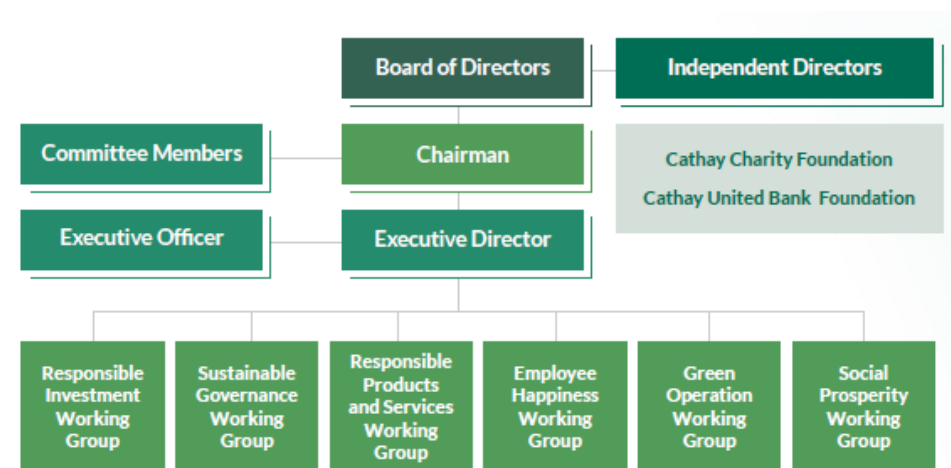 Board of Directors
Independent Directors
Committee Members
Chairman
Cathay Charity Foundation
Cathay United Bank Foundation
Executive Officer
Executive Director
Responsible
Investment
Working
Group
Sustainable
Governance
Working
Group
Responsible
Products
and Services
Working
Group
Employee
Happiness
Working
Group
Green
Operation
Working
Group
Social
Prosperity
Working
Group